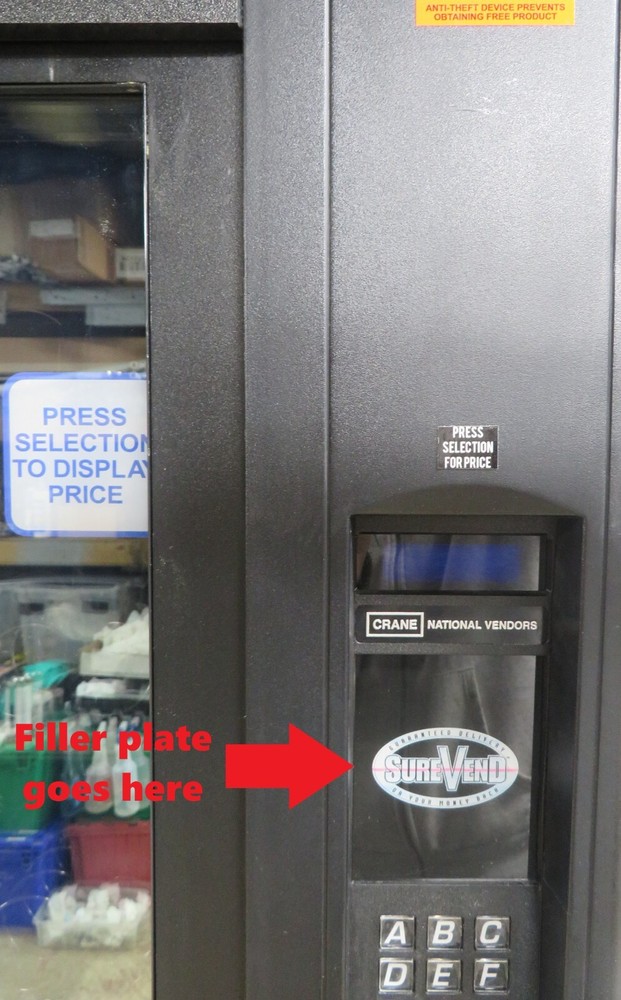 ANTI-THEFT DEVICE PREVENTS
OBTAINING FREE PRODUCT
PRESS
SELECTION
TO DISPLAY
PRICE
PRESS
SELECTION
FOR PRICE
CRANE NATIONAL VENDORS
Filler plate
goes here
GUARANTEED DELIVERY
SUREVEND
OR YOUR MONEY BACK
A B C
D E F